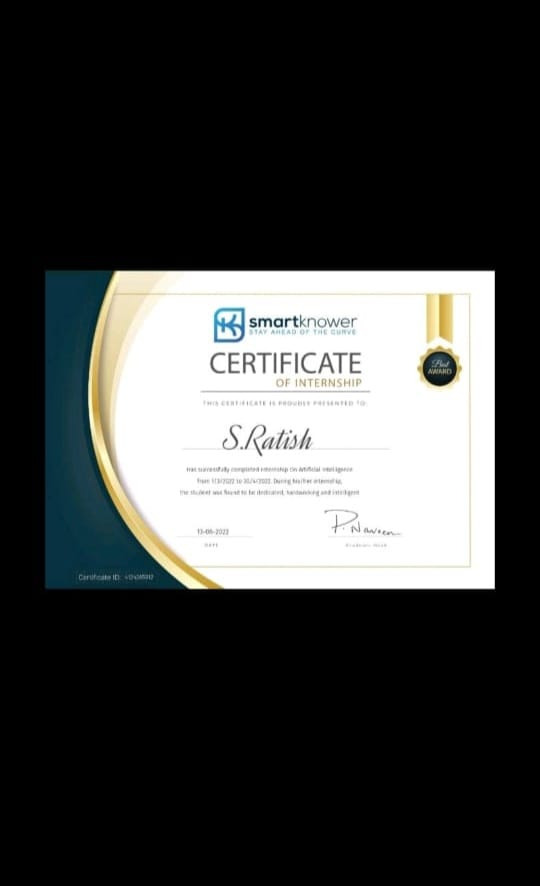 smartknower
STAY AHEAD OF THE CURVE
CERTIFICATE
OF INTERNSHIP
THIS CERTIFICATE IS PROUDLY PRESENTED TO
Best
AWARD
S.Ratish
Has successfully completed internship On Artificial Intelligence
from 1/3/2022 to 30/4/2022. During his/her internship,
the student was found to be dedicated, hardworking and intelligent
13-06-2022
P. Naveen
DATE
Academic Head
Certificate ID: